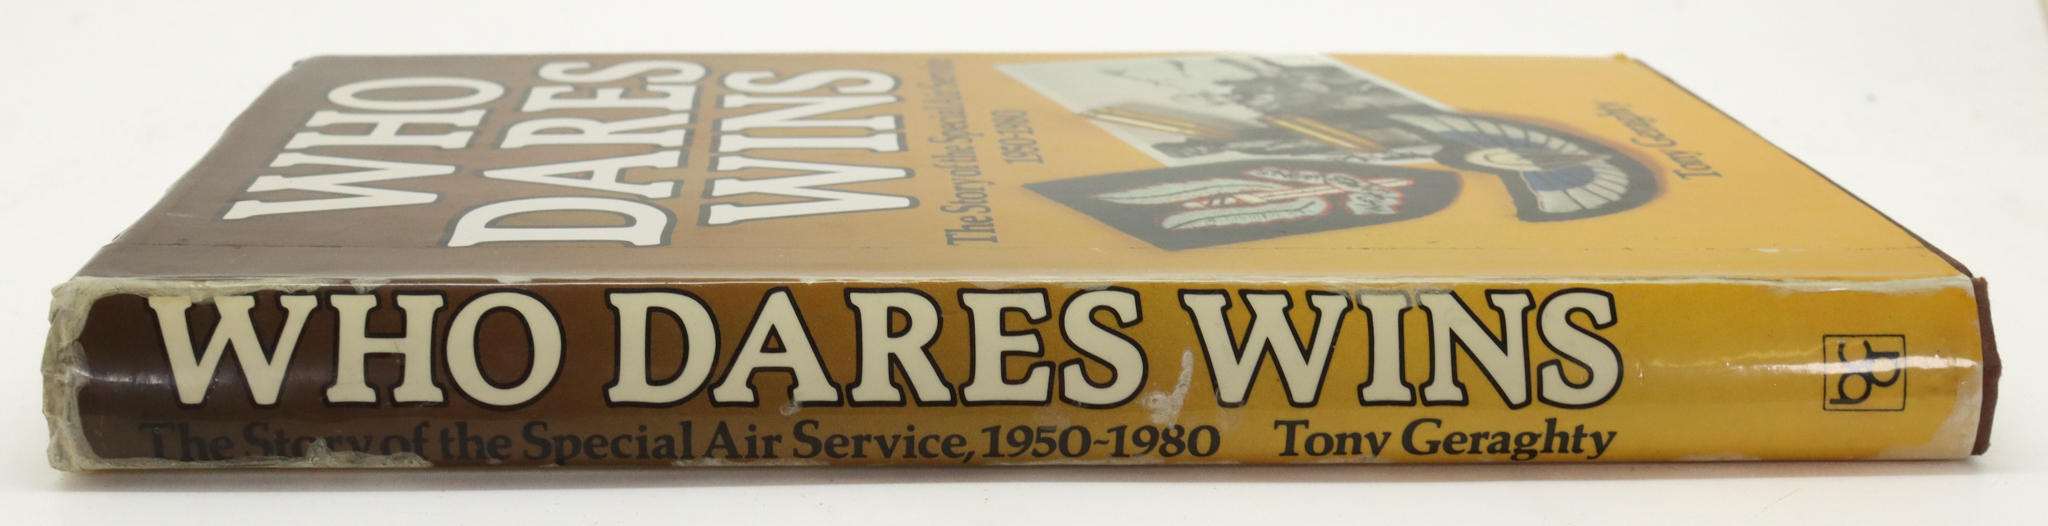 WHO
DARES
WINS
The Story of the Special Air Service
1950-1980
Tony Geraghty
WHO DARES WINS
The Story of the Special Air Service, 1950~1980 Tony Geraghty